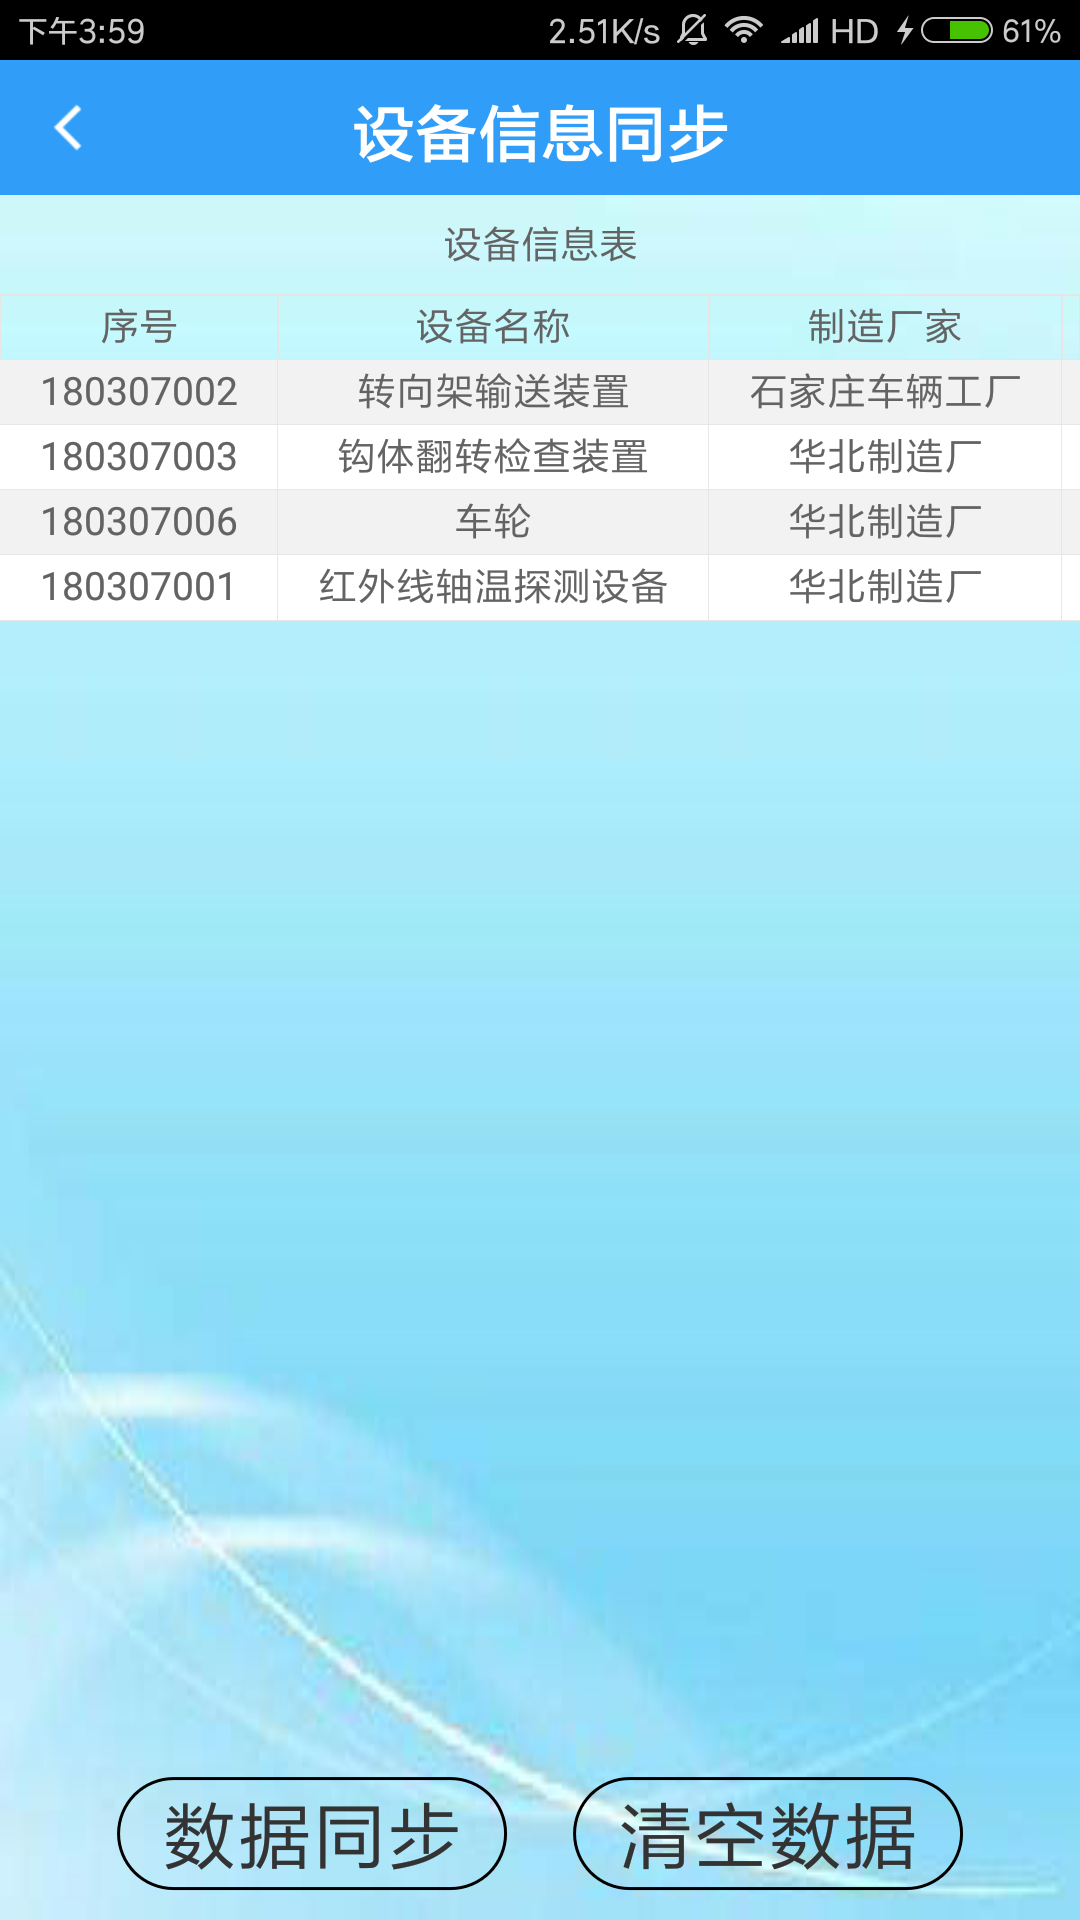 下午3:59 2.51K/s HD 61%
设备信息同步
设备信息表
序号 设备名称 制造厂家
180307002 转向架输送装置 石家庄车辆工厂
180307003 钩体翻转检查装置 华北制造厂
180307006 车轮 华北制造厂
180307001 红外线轴温探测设备 华北制造厂
数据同步 清空数据